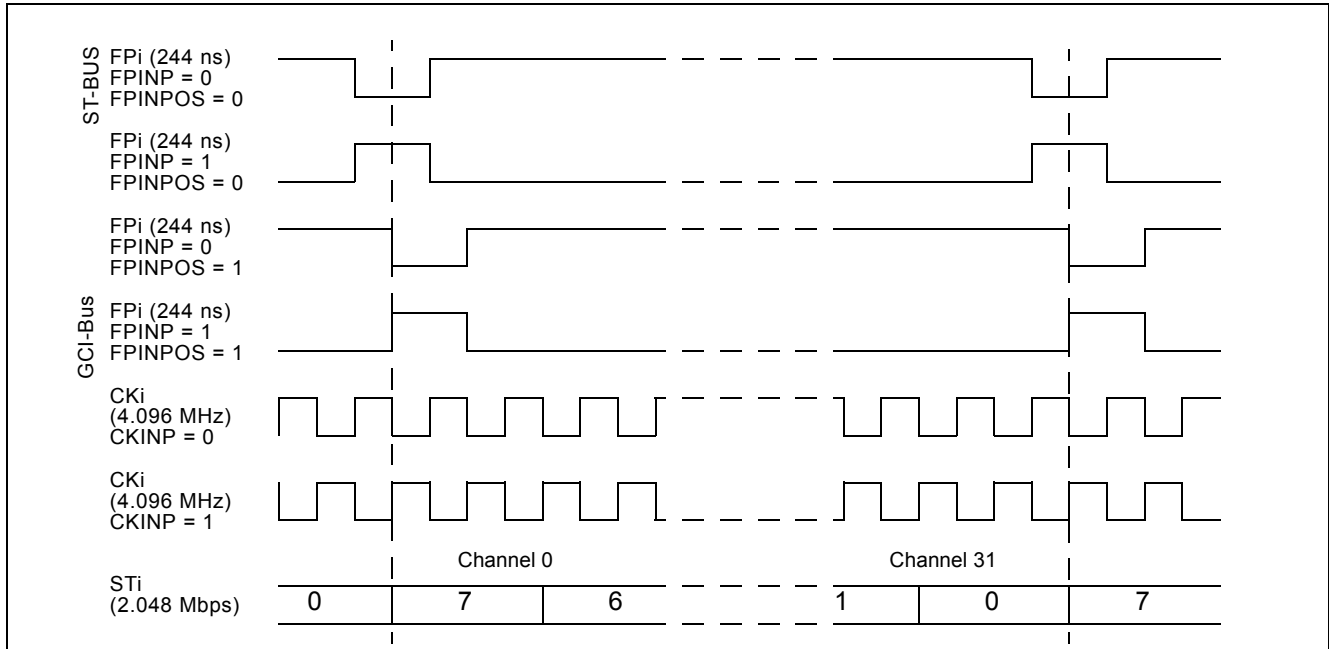 ST-BUS
FPi (244 ns)
FPINP = 0
FPINPOS = 0
FPi (244 ns)
FPINP = 1
FPINPOS = 0
FPi (244 ns)
FPINP = 0
FPINPOS = 1
GCI-Bus
FPi (244 ns)
FPINP = 1
FPINPOS = 1
CKi
(4.096 MHz)
CKINP = 0
CKi
(4.096 MHz)
CKINP = 1
Channel 0 Channel 31
STi
(2.048 Mbps) 0 7 6 1 0 7